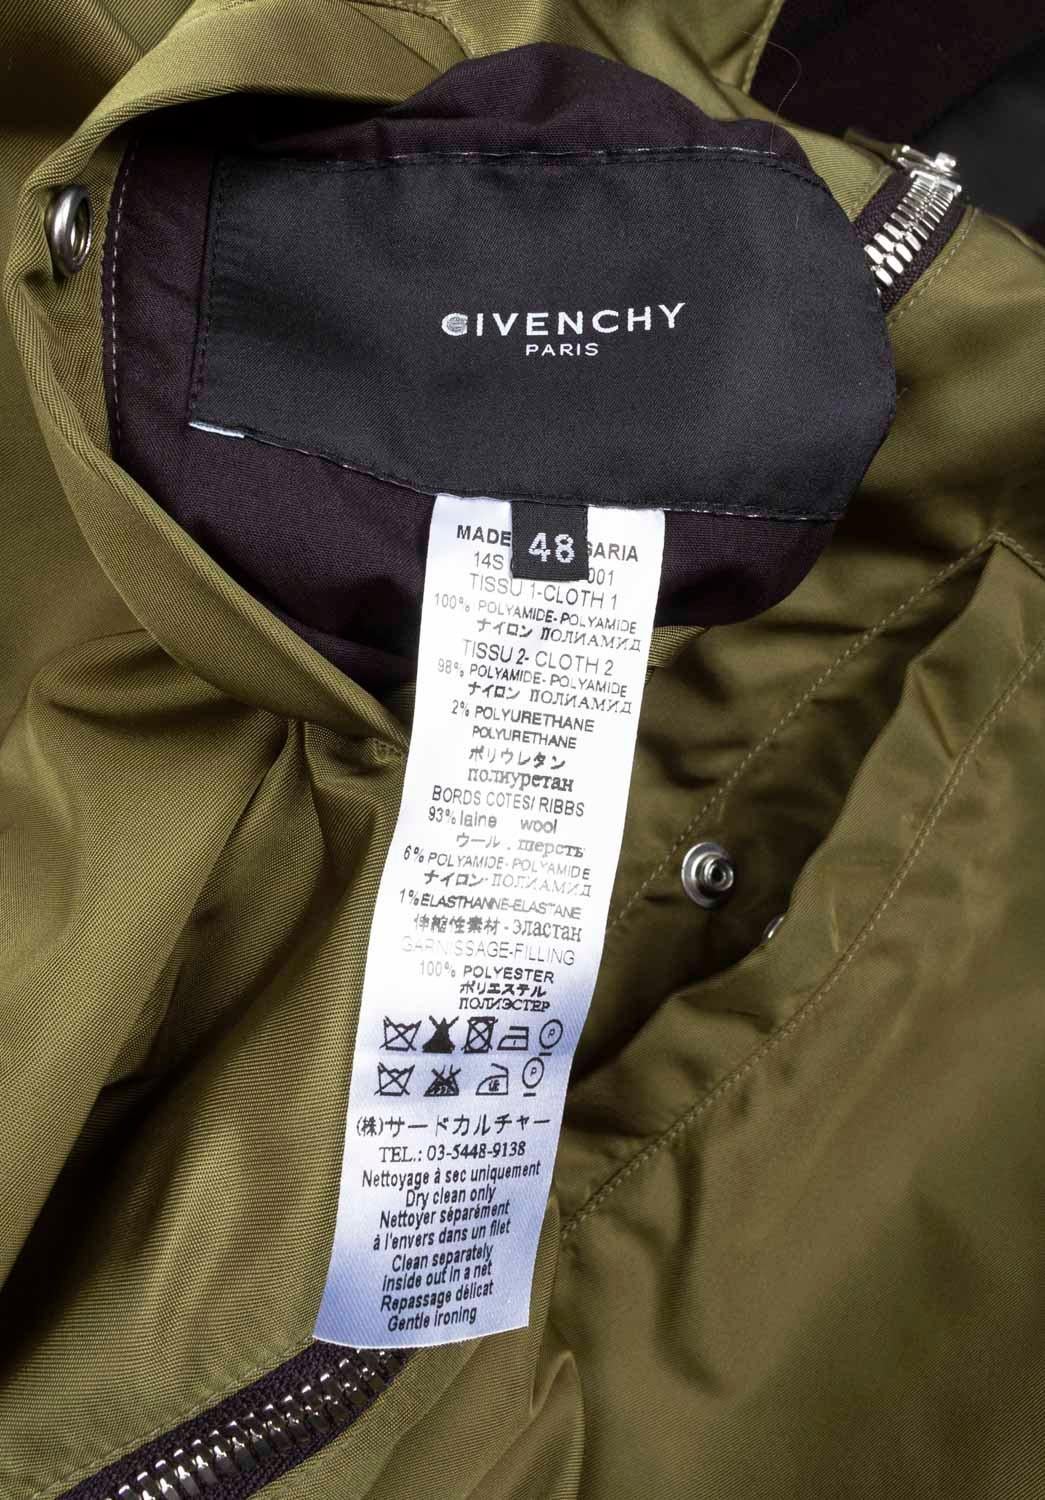 GIVENCHY
PARIS
48
MADE
14S 001
TISSU 1-CLOTH 1
100% POLYAMIDE-POLYAMIDE
ナイロン ПОЛИАМИД
TISSU 2- CLOTH 2
98% POLYAMIDE-POLYAMIDE
ナイロン ПОЛИАМИД
2% POLYURETHANE
POLYURETHANE
ポリウレタン
полиуретан
BORDS COTES/ RIBBS
93% laine wool
ウール . шерсть
6% POLYAMIDE-POLYAMIDE
ナイロン-ПОЛИАМИД
1% ELASTHANNE-ELASTANE
伸縮性素材 - эластан
GARNISSAGE-FILLING
100% POLYESTER
ポリエステル
ПОЛИЭСТЕР
P
P
(株)サードカルチャー
TEL.: 03-5448-9138
Nettoyage à sec uniquement
Dry clean only
Nettoyer séparément
à l'envers dans un filet
Clean separately
inside out in a net
Repassage délicat
Gentle ironing